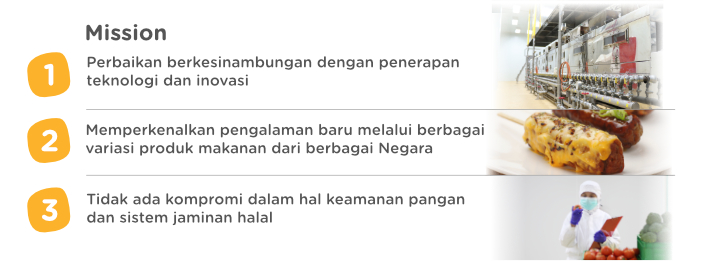 Mission
1
Perbaikan berkesinambungan dengan penerapan
teknologi dan inovasi
2
Memperkenalkan pengalaman baru melalui berbagai
variasi produk makanan dari berbagai Negara
3
Tidak ada kompromi dalam hal keamanan pangan
dan sistem jaminan halal